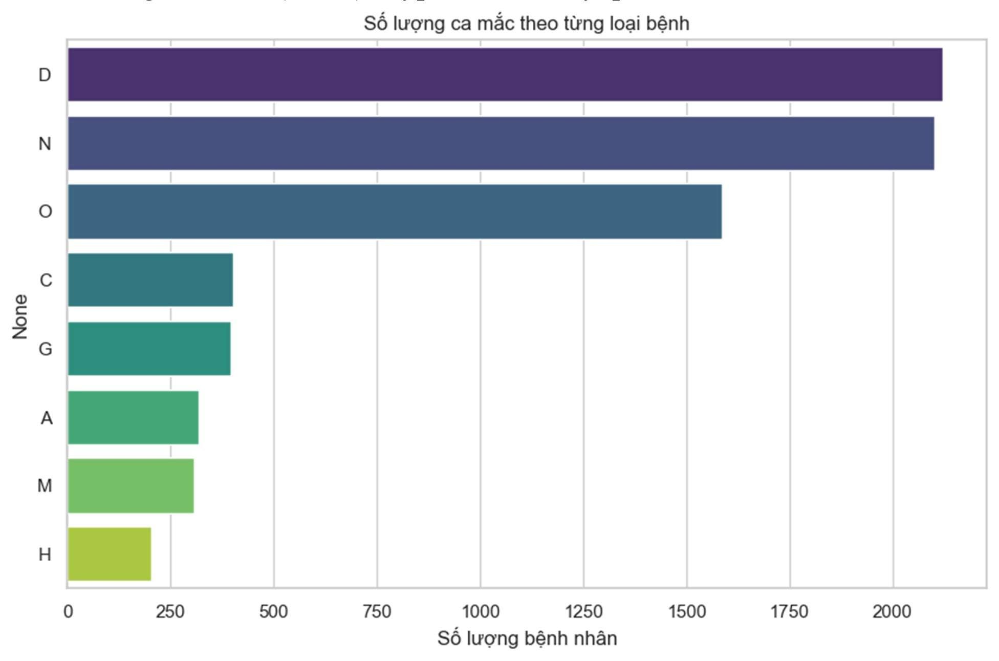 Số lượng ca mắc theo từng loại bệnh
D
N
O
C
G
A
M
H
None
0 250 500 750 1000 1250 1500 1750 2000
Số lượng bệnh nhân